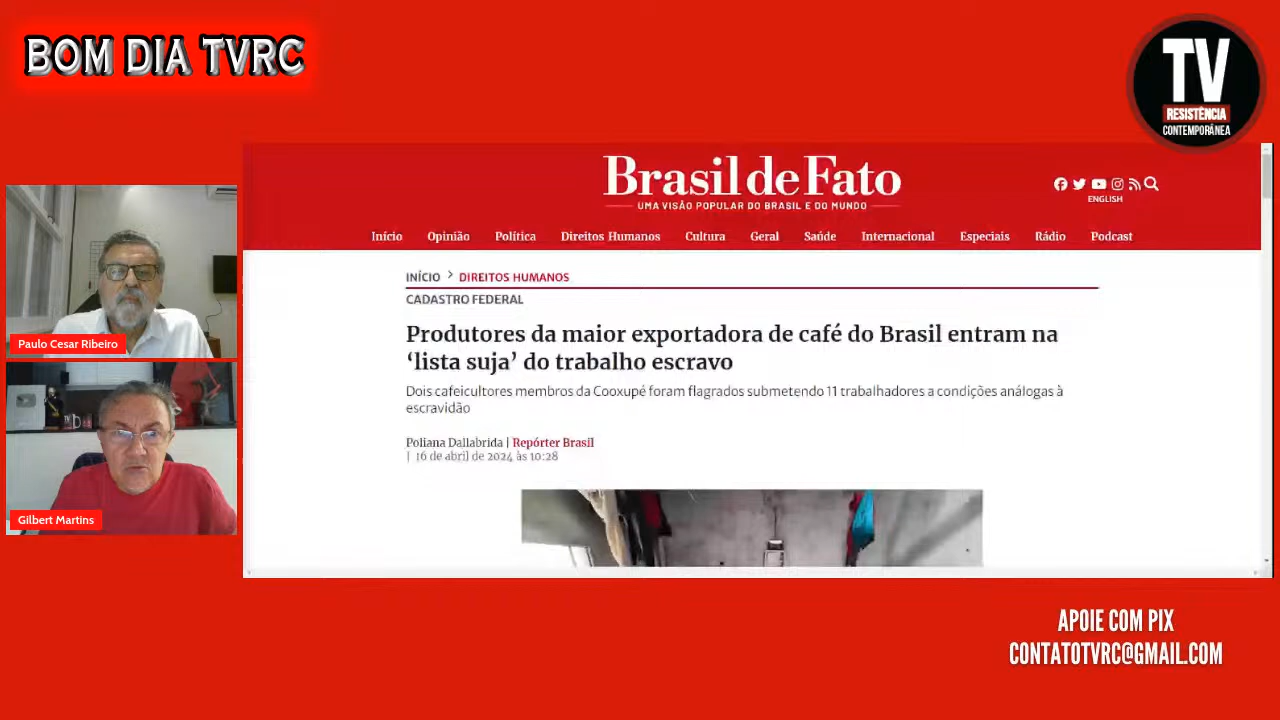 BOM DIA TVRC
TV
RESISTÊNCIA
CONTEMPORÂNEA
Brasil de Fato
UMA VISÃO POPULAR DO BRASIL E DO MUNDO
ENGLISH
Início Opinião Política Direitos Humanos Cultura Geral Saúde Internacional Especiais Rádio Podcast
INÍCIO > DIREITOS HUMANOS
CADASTRO FEDERAL
Produtores da maior exportadora de café do Brasil entram na
‘lista suja’ do trabalho escravo
Dois cafeicultores membros da Cooxupé foram flagrados submetendo 11 trabalhadores a condições análogas à
escravidão
Poliana Dallabrida | Repórter Brasil
| 16 de abril de 2024 às 10:28
Paulo Cesar Ribeiro
Gilbert Martins
APOIE COM PIX
CONTATOTVRC@GMAIL.COM